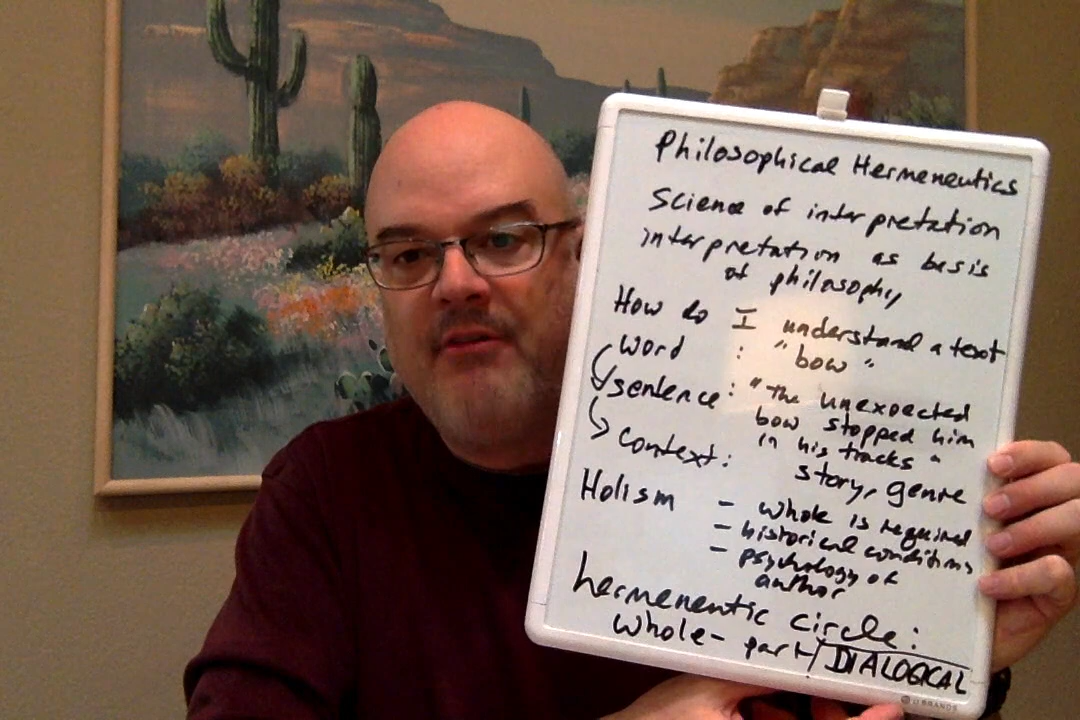 Philosophical Hermeneutics
Science of interpretation
interpretation as basis
of philosophy
How do I understand a text
word : "bow"
sentence: "the unexpected
bow stopped him
in his tracks"
context: story, genre
Holism - whole is required
- historical conditions
- psychology of
author
hermeneutic circle:
whole - part / DIALOGICAL
U BRANDS